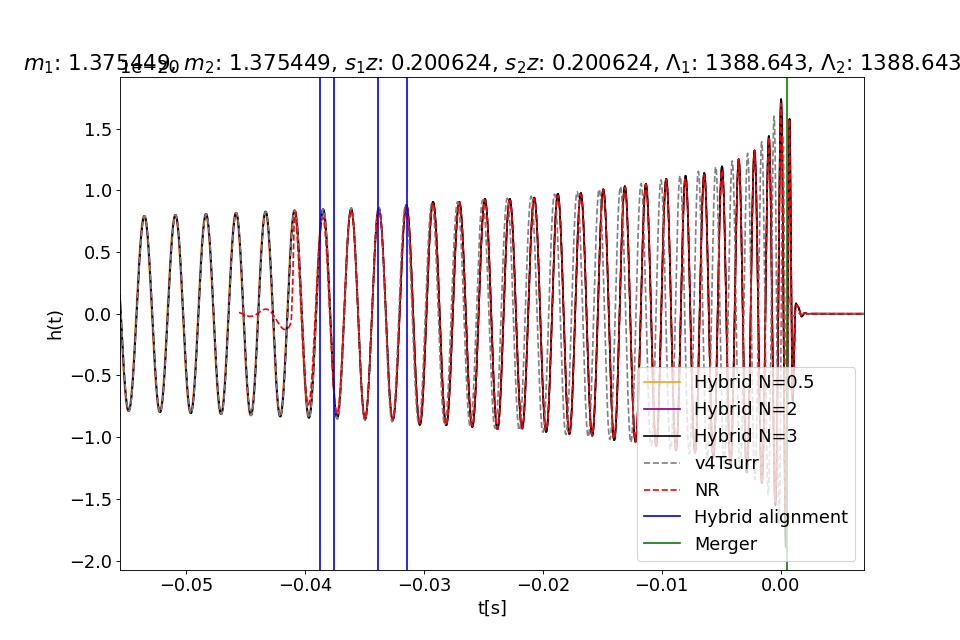 m₁: 1.375449, m₂: 1.375449, s₁z: 0.200624, s₂z: 0.200624, Λ₁: 1388.643, Λ₂: 1388.643
1e−20
1.5
1.0
0.5
0.0
−0.5
−1.0
−1.5
−2.0
h(t)
Hybrid N=0.5
Hybrid N=2
Hybrid N=3
v4Tsurr
NR
Hybrid alignment
Merger
−0.05
−0.04
−0.03
−0.02
−0.01
0.00
t[s]